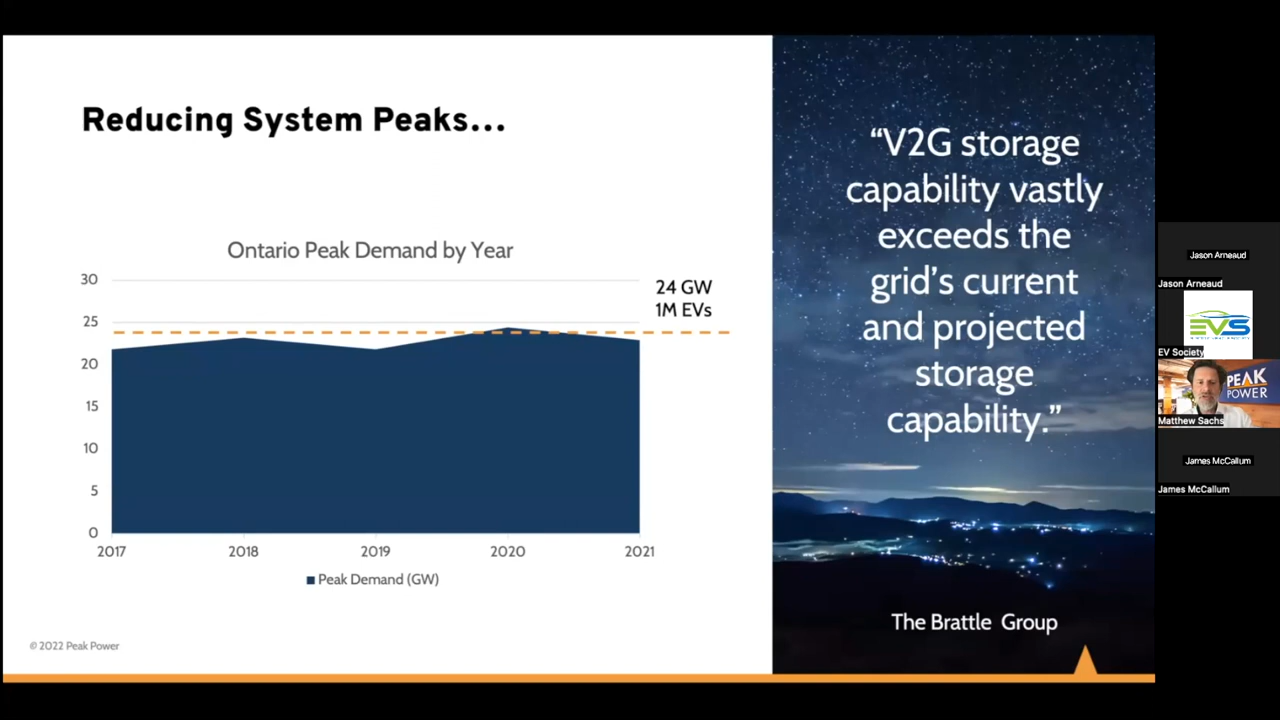 Reducing System Peaks...
Ontario Peak Demand by Year
30
25
20
15
10
5
0
2017 2018 2019 2020 2021
Peak Demand (GW)
24 GW
1M EVs
© 2022 Peak Power
“V2G storage
capability vastly
exceeds the
grid’s current
and projected
storage
capability.”
The Brattle Group
Jason Arneaud
Jason Arneaud
EVS
EV Society
PEAK
POWER
Matthew Sachs
James McCallum
James McCallum